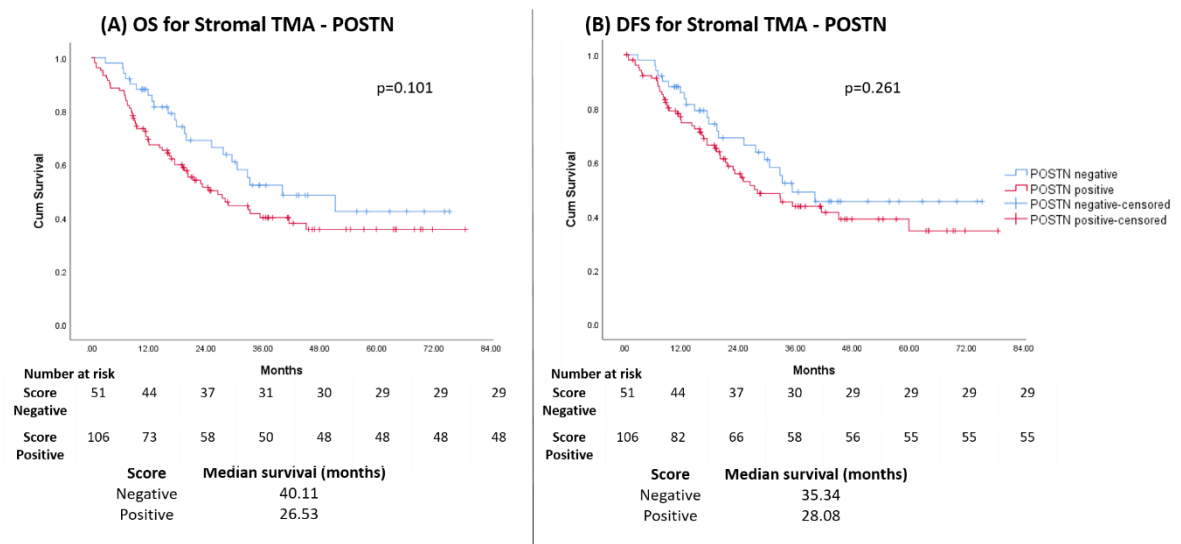 (A) OS for Stromal TMA - POSTN
p=0.101
Cum Survival
1.0
0.8
0.6
0.4
0.2
0.0
.00 12.00 24.00 36.00 48.00 60.00 72.00 84.00
Months
Number at risk
Score Negative 51 44 37 31 30 29 29 29
Score Positive 106 73 58 50 48 48 48 48
Score Median survival (months)
Negative 40.11
Positive 26.53
(B) DFS for Stromal TMA - POSTN
p=0.261
Cum Survival
1.0
0.8
0.6
0.4
0.2
0.0
.00 12.00 24.00 36.00 48.00 60.00 72.00 84.00
Months
POSTN negative
POSTN positive
POSTN negative-censored
POSTN positive-censored
Number at risk
Score Negative 51 44 37 30 29 29 29 29
Score Positive 106 82 66 58 56 55 55 55
Score Median survival (months)
Negative 35.34
Positive 28.08